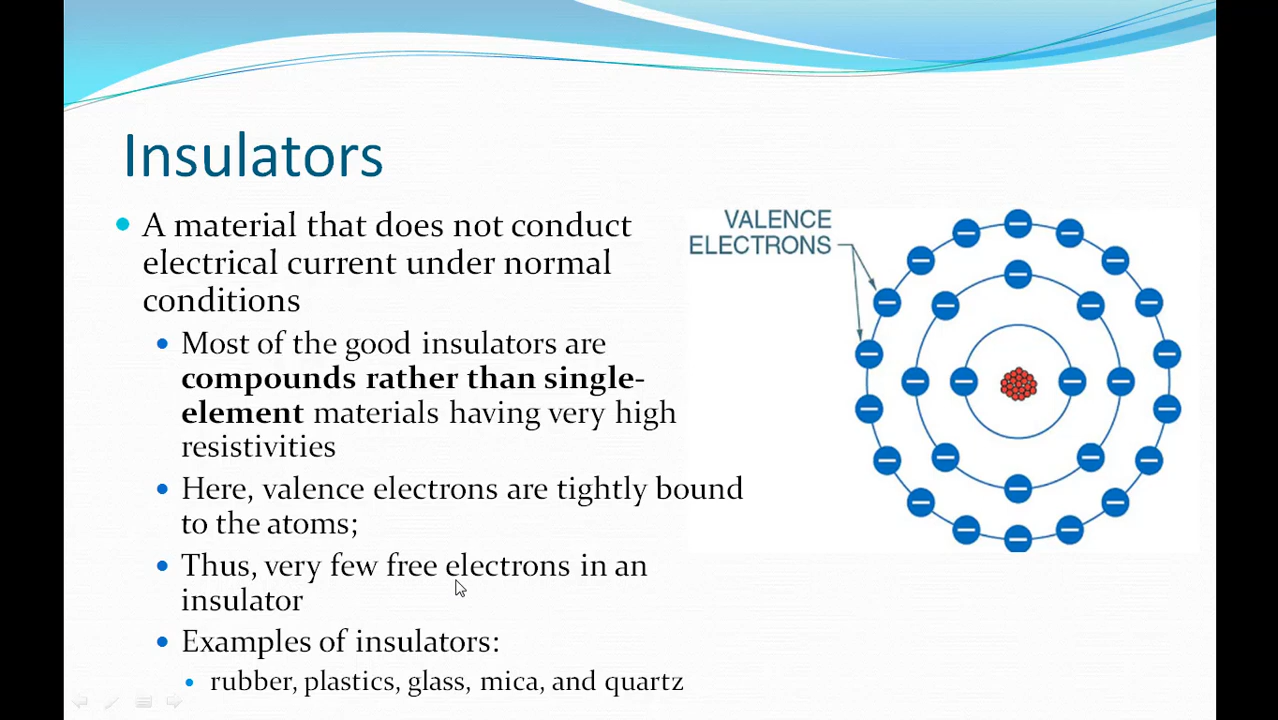 Insulators
A material that does not conduct
electrical current under normal
conditions
Most of the good insulators are
compounds rather than single-
element materials having very high
resistivities
Here, valence electrons are tightly bound
to the atoms;
Thus, very few free electrons in an
insulator
Examples of insulators:
rubber, plastics, glass, mica, and quartz
VALENCE
ELECTRONS